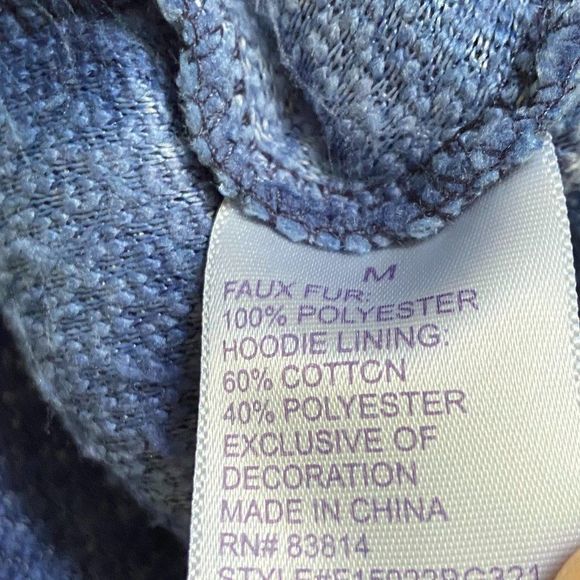 M
FAUX FUR:
100% POLYESTER
HOODIE LINING:
60% COTTON
40% POLYESTER
EXCLUSIVE OF
DECORATION
MADE IN CHINA
RN# 83814